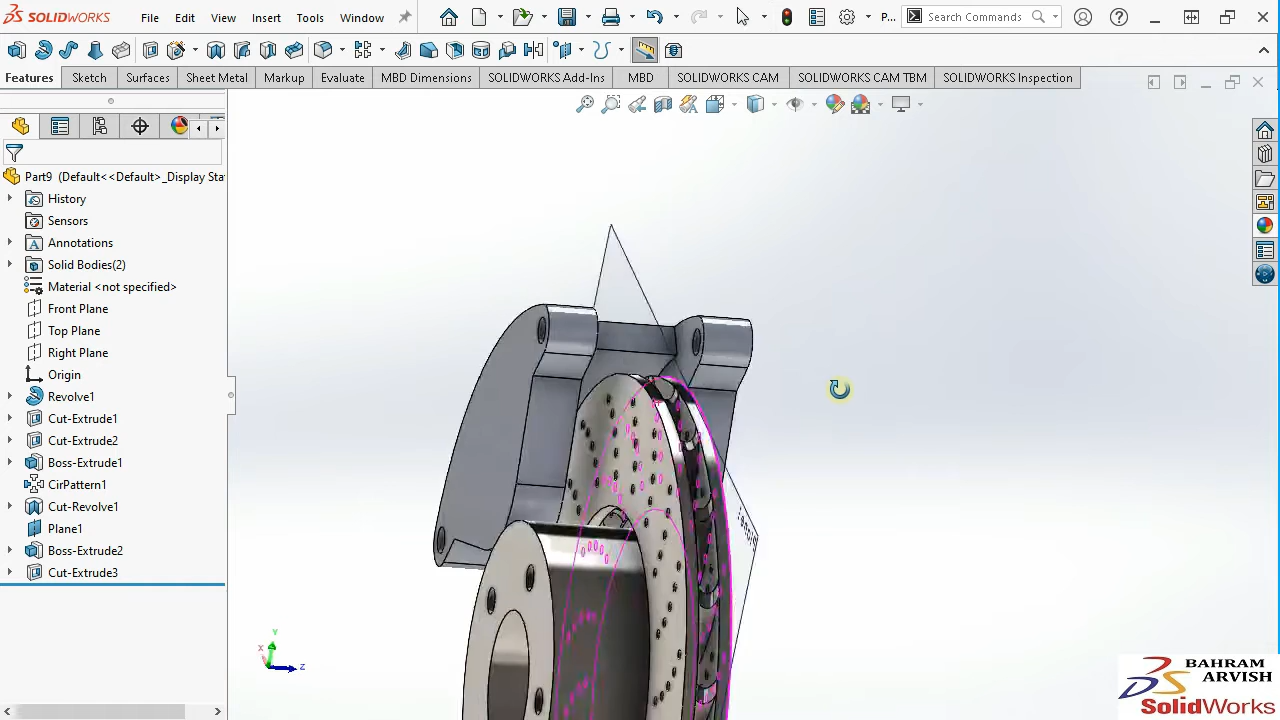 SOLIDWORKS File Edit View Insert Tools Window P... Search Commands
Features Sketch Surfaces Sheet Metal Markup Evaluate MBD Dimensions SOLIDWORKS Add-Ins MBD SOLIDWORKS CAM SOLIDWORKS CAM TBM SOLIDWORKS Inspection
Part9 (Default<<Default>_Display Sta
History
Sensors
Annotations
Solid Bodies(2)
Material <not specified>
Front Plane
Top Plane
Right Plane
Origin
Revolve1
Cut-Extrude1
Cut-Extrude2
Boss-Extrude1
CirPattern1
Cut-Revolve1
Plane1
Boss-Extrude2
Cut-Extrude3
Y
X
Z
BAHRAM
ARVISH
SolidWorks